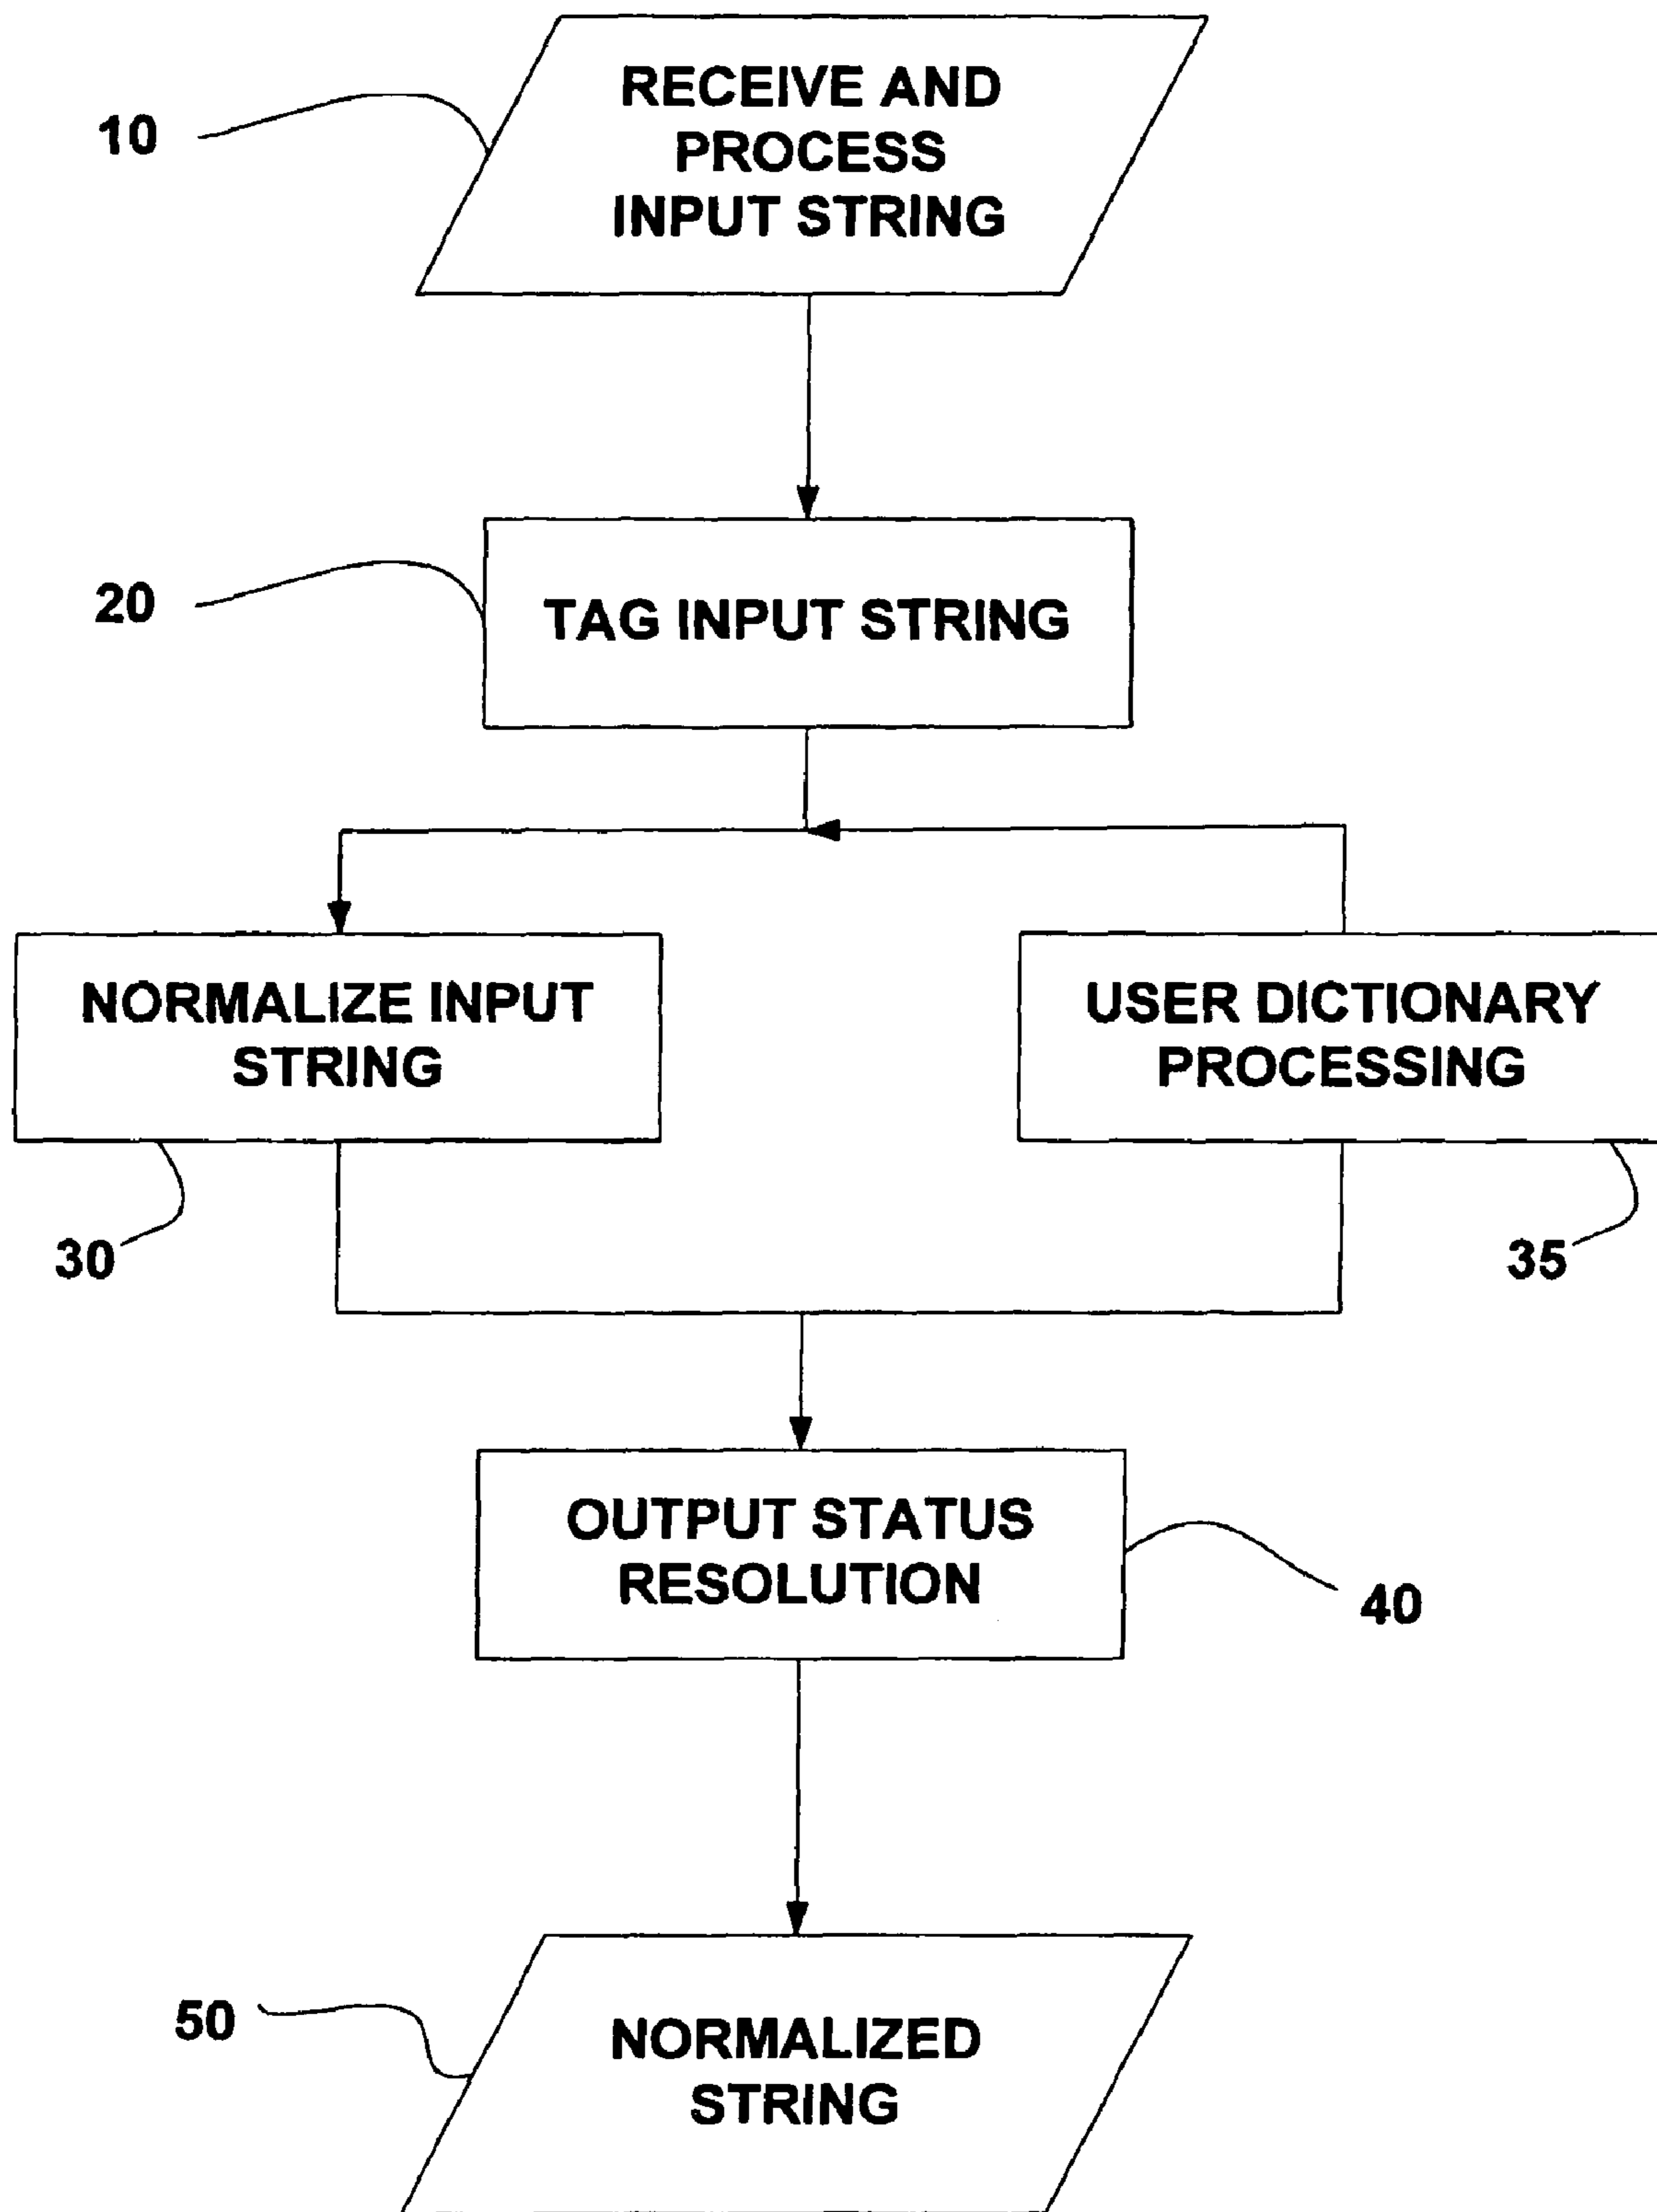 10
RECEIVE AND
PROCESS
INPUT STRING
20
TAG INPUT STRING
NORMALIZE INPUT
STRING
USER DICTIONARY
PROCESSING
30
35
OUTPUT STATUS
RESOLUTION
40
50
NORMALIZED
STRING